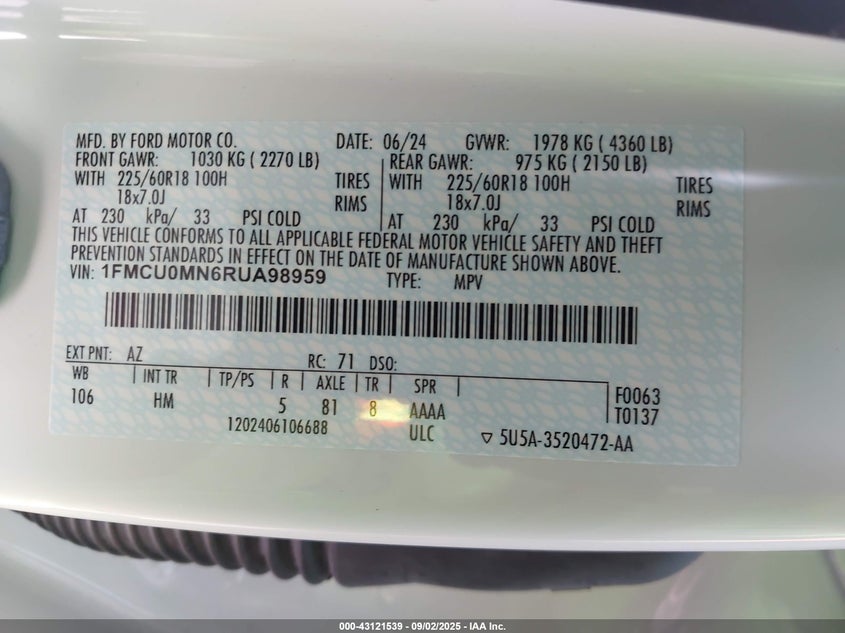 MFD. BY FORD MOTOR CO. DATE: 06/24 GVWR: 1978 KG ( 4360 LB)
FRONT GAWR: 1030 KG ( 2270 LB) REAR GAWR: 975 KG ( 2150 LB)
WITH 225/60R18 100H TIRES WITH 225/60R18 100H TIRES
18x7.0J RIMS 18x7.0J RIMS
AT 230 kPa/ 33 PSI COLD AT 230 kPa/ 33 PSI COLD
THIS VEHICLE CONFORMS TO ALL APPLICABLE FEDERAL MOTOR VEHICLE SAFETY AND THEFT
PREVENTION STANDARDS IN EFFECT ON THE DATE OF MANUFACTURE SHOWN ABOVE.
VIN: 1FMCU0MN6RUA98959 TYPE: MPV
EXT PNT: AZ RC: 71 DSO:
WB INT TR TP/PS R AXLE TR SPR
106 HM 5 81 8 AAAA
F0063
T0137
1202406106688 ULC 5U5A-3520472-AA
000-43121539 - 09/02/2025 - IAA Inc.